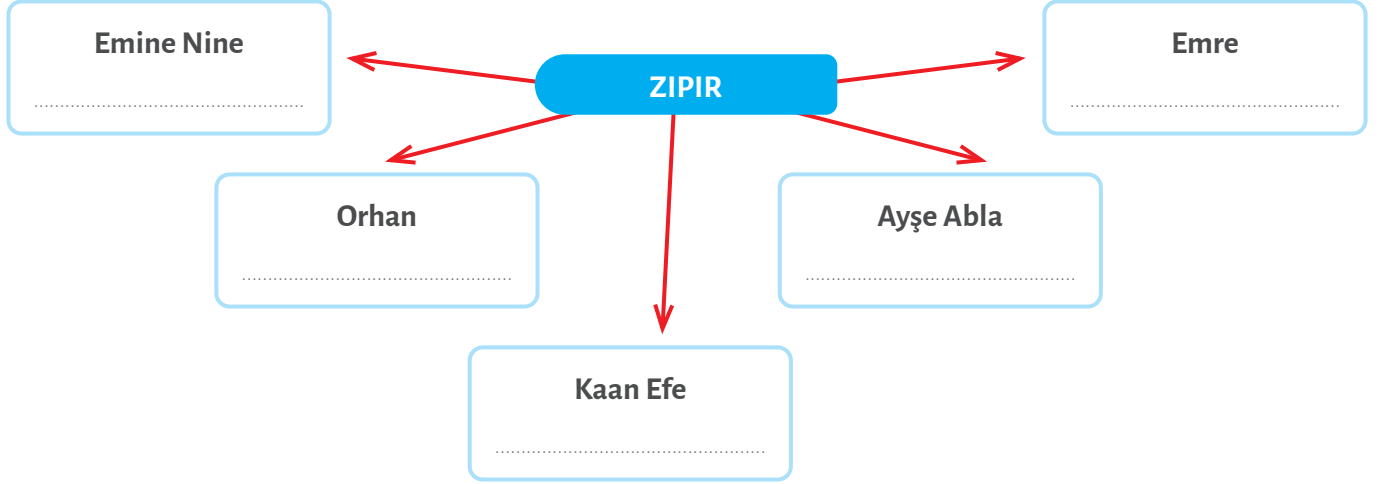 Emine Nine
ZIPIR
Emre
Orhan
Ayşe Abla
Kaan Efe